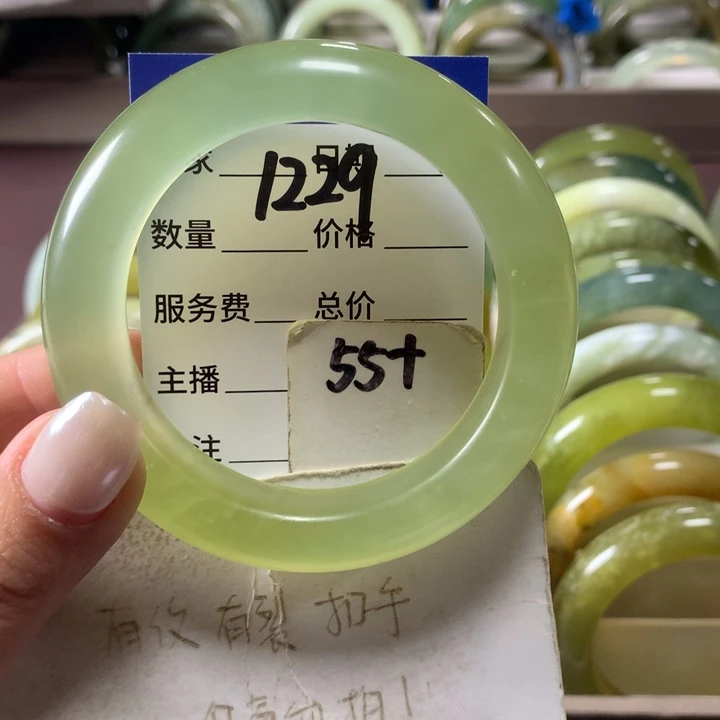 家 1229 日期
数量 价格
服务费 总价
主播
55+
注
有纹 有裂 扣手